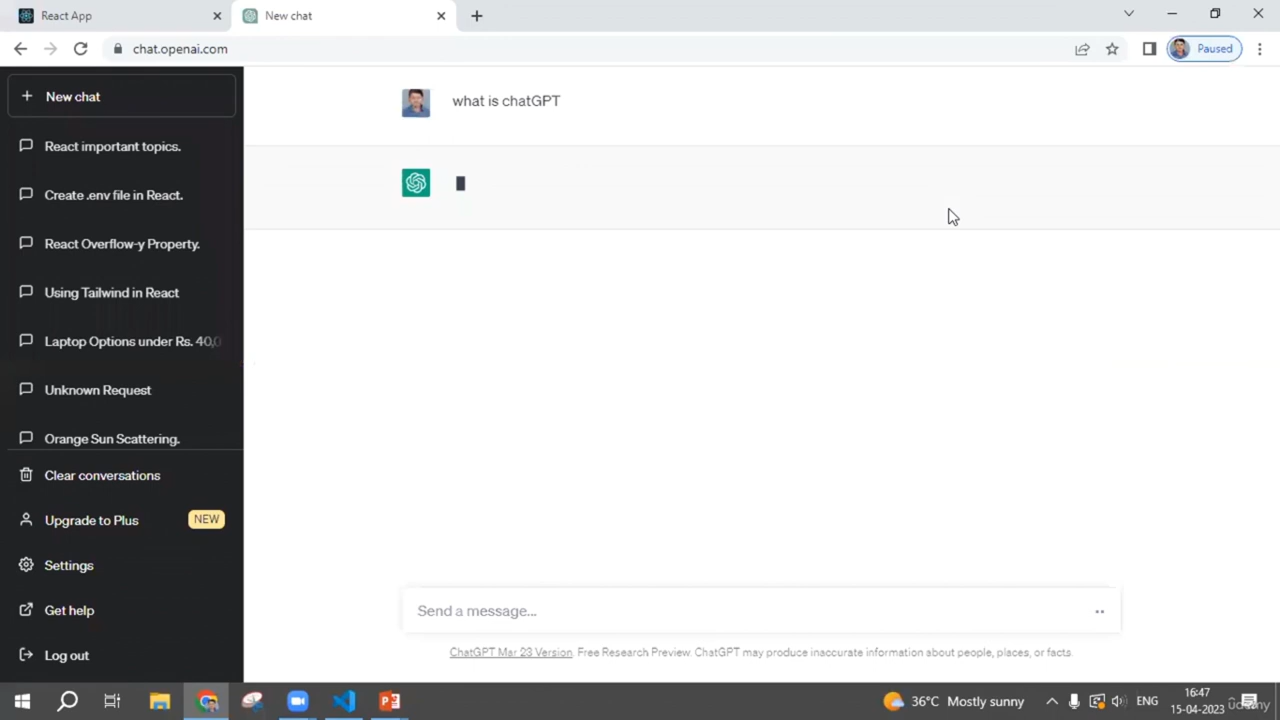 React App
New chat
chat.openai.com
Paused
New chat
React important topics.
Create .env file in React.
React Overflow-y Property.
Using Tailwind in React
Laptop Options under Rs. 40,0
Unknown Request
Orange Sun Scattering.
Clear conversations
Upgrade to Plus NEW
Settings
Get help
Log out
what is chatGPT
Send a message...
ChatGPT Mar 23 Version. Free Research Preview. ChatGPT may produce inaccurate information about people, places, or facts.
36°C Mostly sunny
ENG
16:47
15-04-2023
udemy